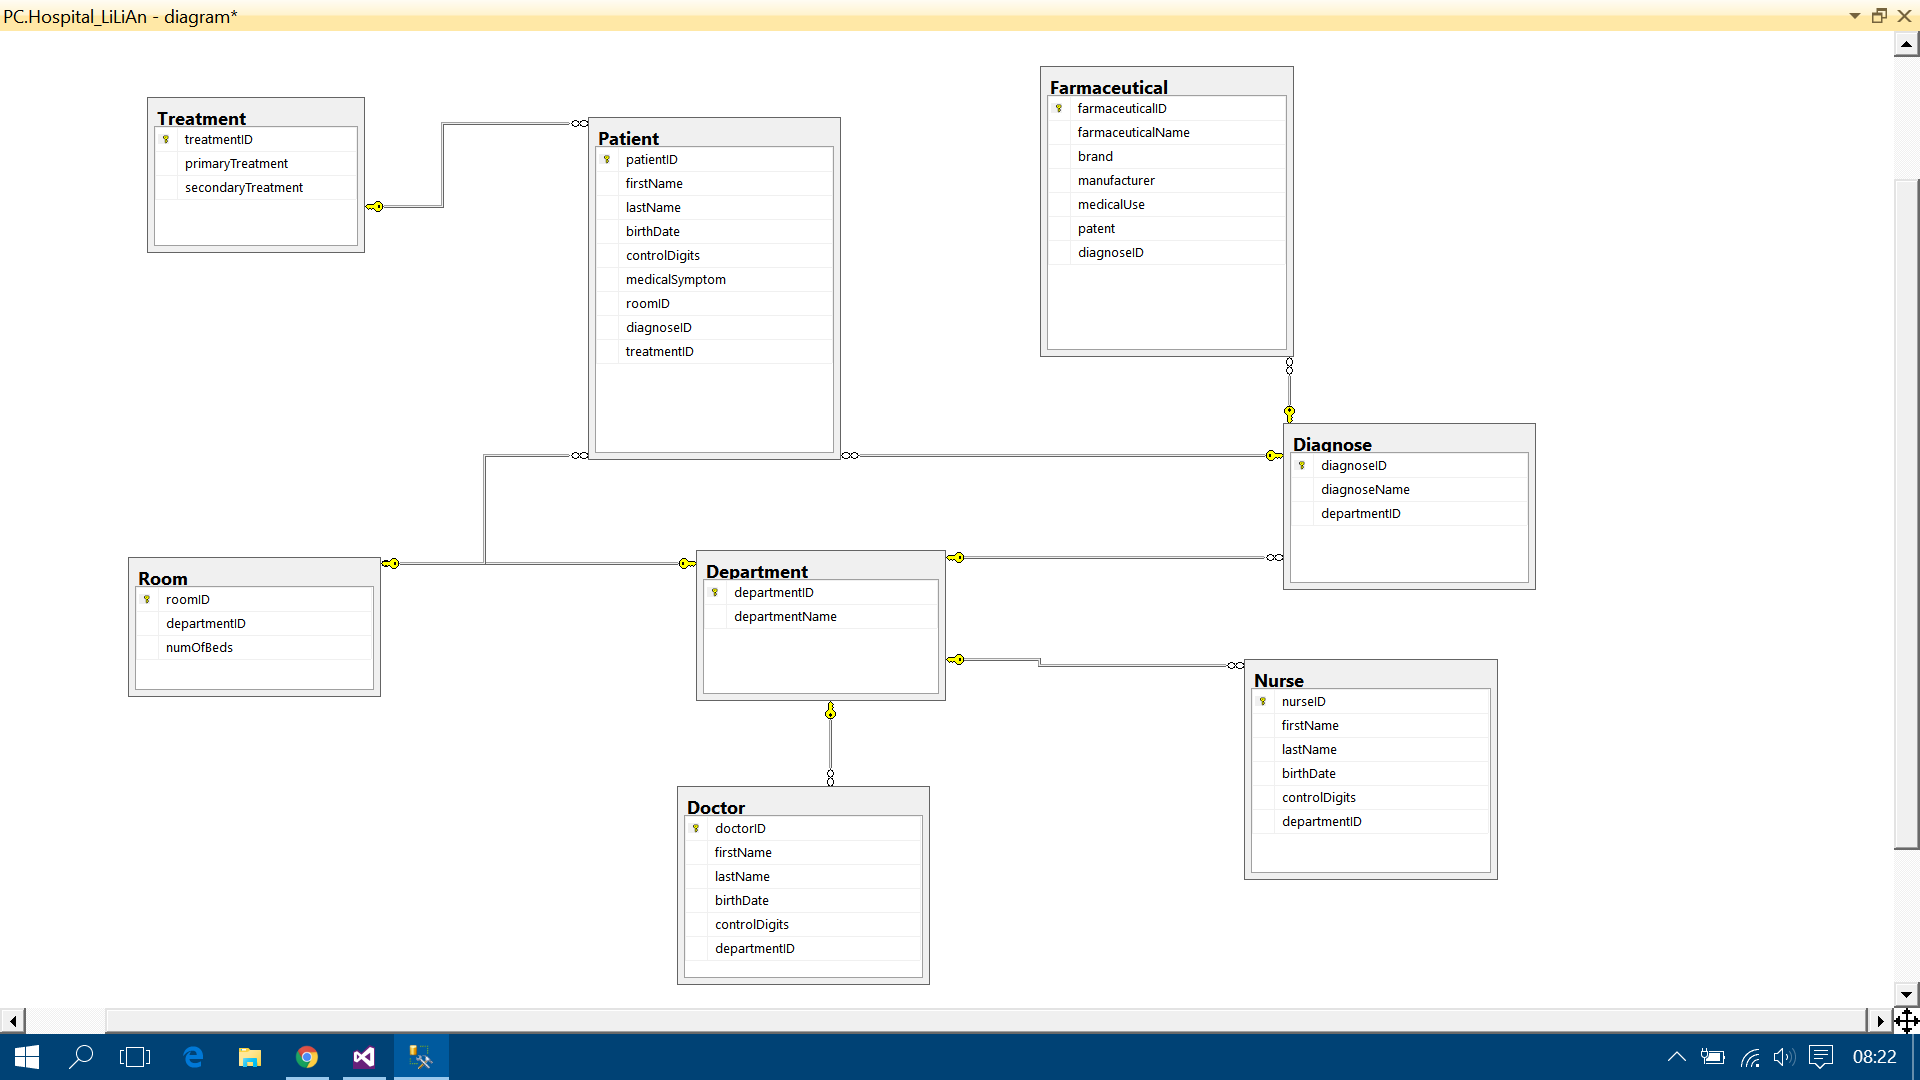 PC.Hospital_LiLiAn - diagram*
Treatment
treatmentID
primaryTreatment
secondaryTreatment
Patient
patientID
firstName
lastName
birthDate
controlDigits
medicalSymptom
roomID
diagnoseID
treatmentID
Farmaceutical
farmaceuticalID
farmaceuticalName
brand
manufacturer
medicalUse
patent
diagnoseID
Diagnose
diagnoseID
diagnoseName
departmentID
Room
roomID
departmentID
numOfBeds
Department
departmentID
departmentName
Nurse
nurseID
firstName
lastName
birthDate
controlDigits
departmentID
Doctor
doctorID
firstName
lastName
birthDate
controlDigits
departmentID
08:22